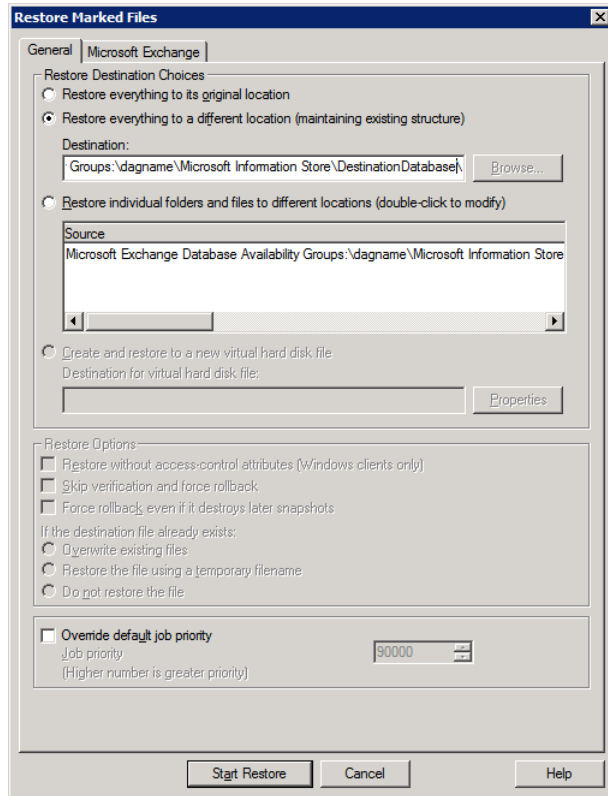 Restore Marked Files
General
Microsoft Exchange
Restore Destination Choices
Restore everything to its original location
Restore everything to a different location (maintaining existing structure)
Destination:
Groups:\dagname\Microsoft Information Store\DestinationDatabase\
Browse...
Restore individual folders and files to different locations (double-click to modify)
Source
Microsoft Exchange Database Availability Groups:\dagname\Microsoft Information Store
Create and restore to a new virtual hard disk file
Destination for virtual hard disk file:
Properties
Restore Options
Restore without access-control attributes (Windows clients only)
Skip verification and force rollback
Force rollback even if it destroys later snapshots
If the destination file already exists:
Overwrite existing files
Restore the file using a temporary filename
Do not restore the file
Override default job priority
Job priority
90000
(Higher number is greater priority)
Start Restore
Cancel
Help